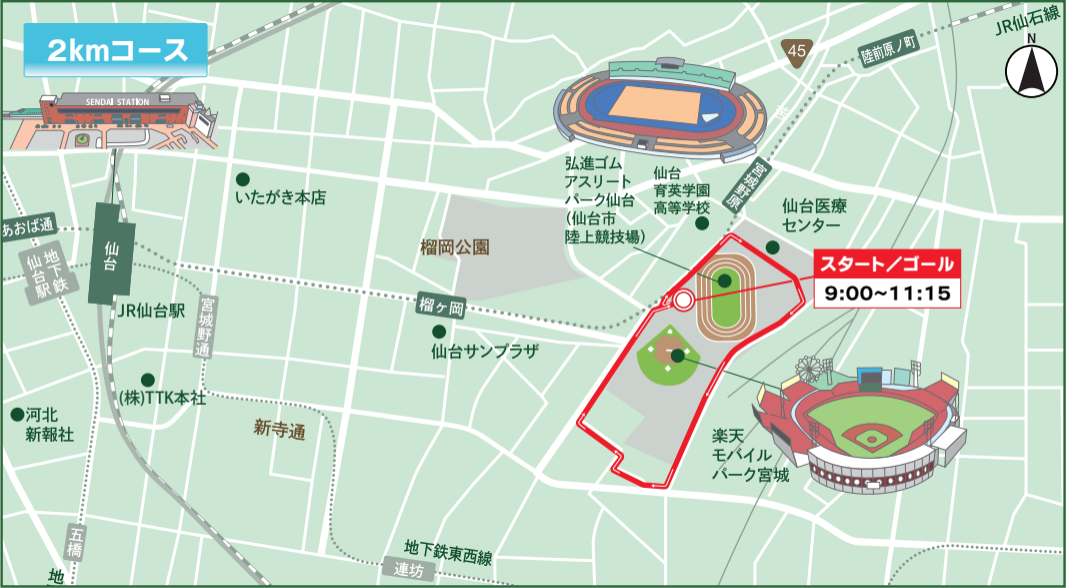 2kmコース
SENDAI STATION
JR仙石線
N
45
陸前原ノ町
宮城野原
いたがき本店
弘進ゴム
アスリート
パーク仙台
(仙台市
陸上競技場)
仙台
育英学園
高等学校
仙台医療
センター
あおば通
地下鉄
仙台駅
仙台
榴岡公園
スタート/ゴール
9:00~11:15
JR仙台駅
宮城野通
榴ヶ岡
仙台サンプラザ
(株)TTK本社
河北
新報社
新寺通
楽天
モバイル
パーク宮城
五橋
地下鉄東西線
連坊
地